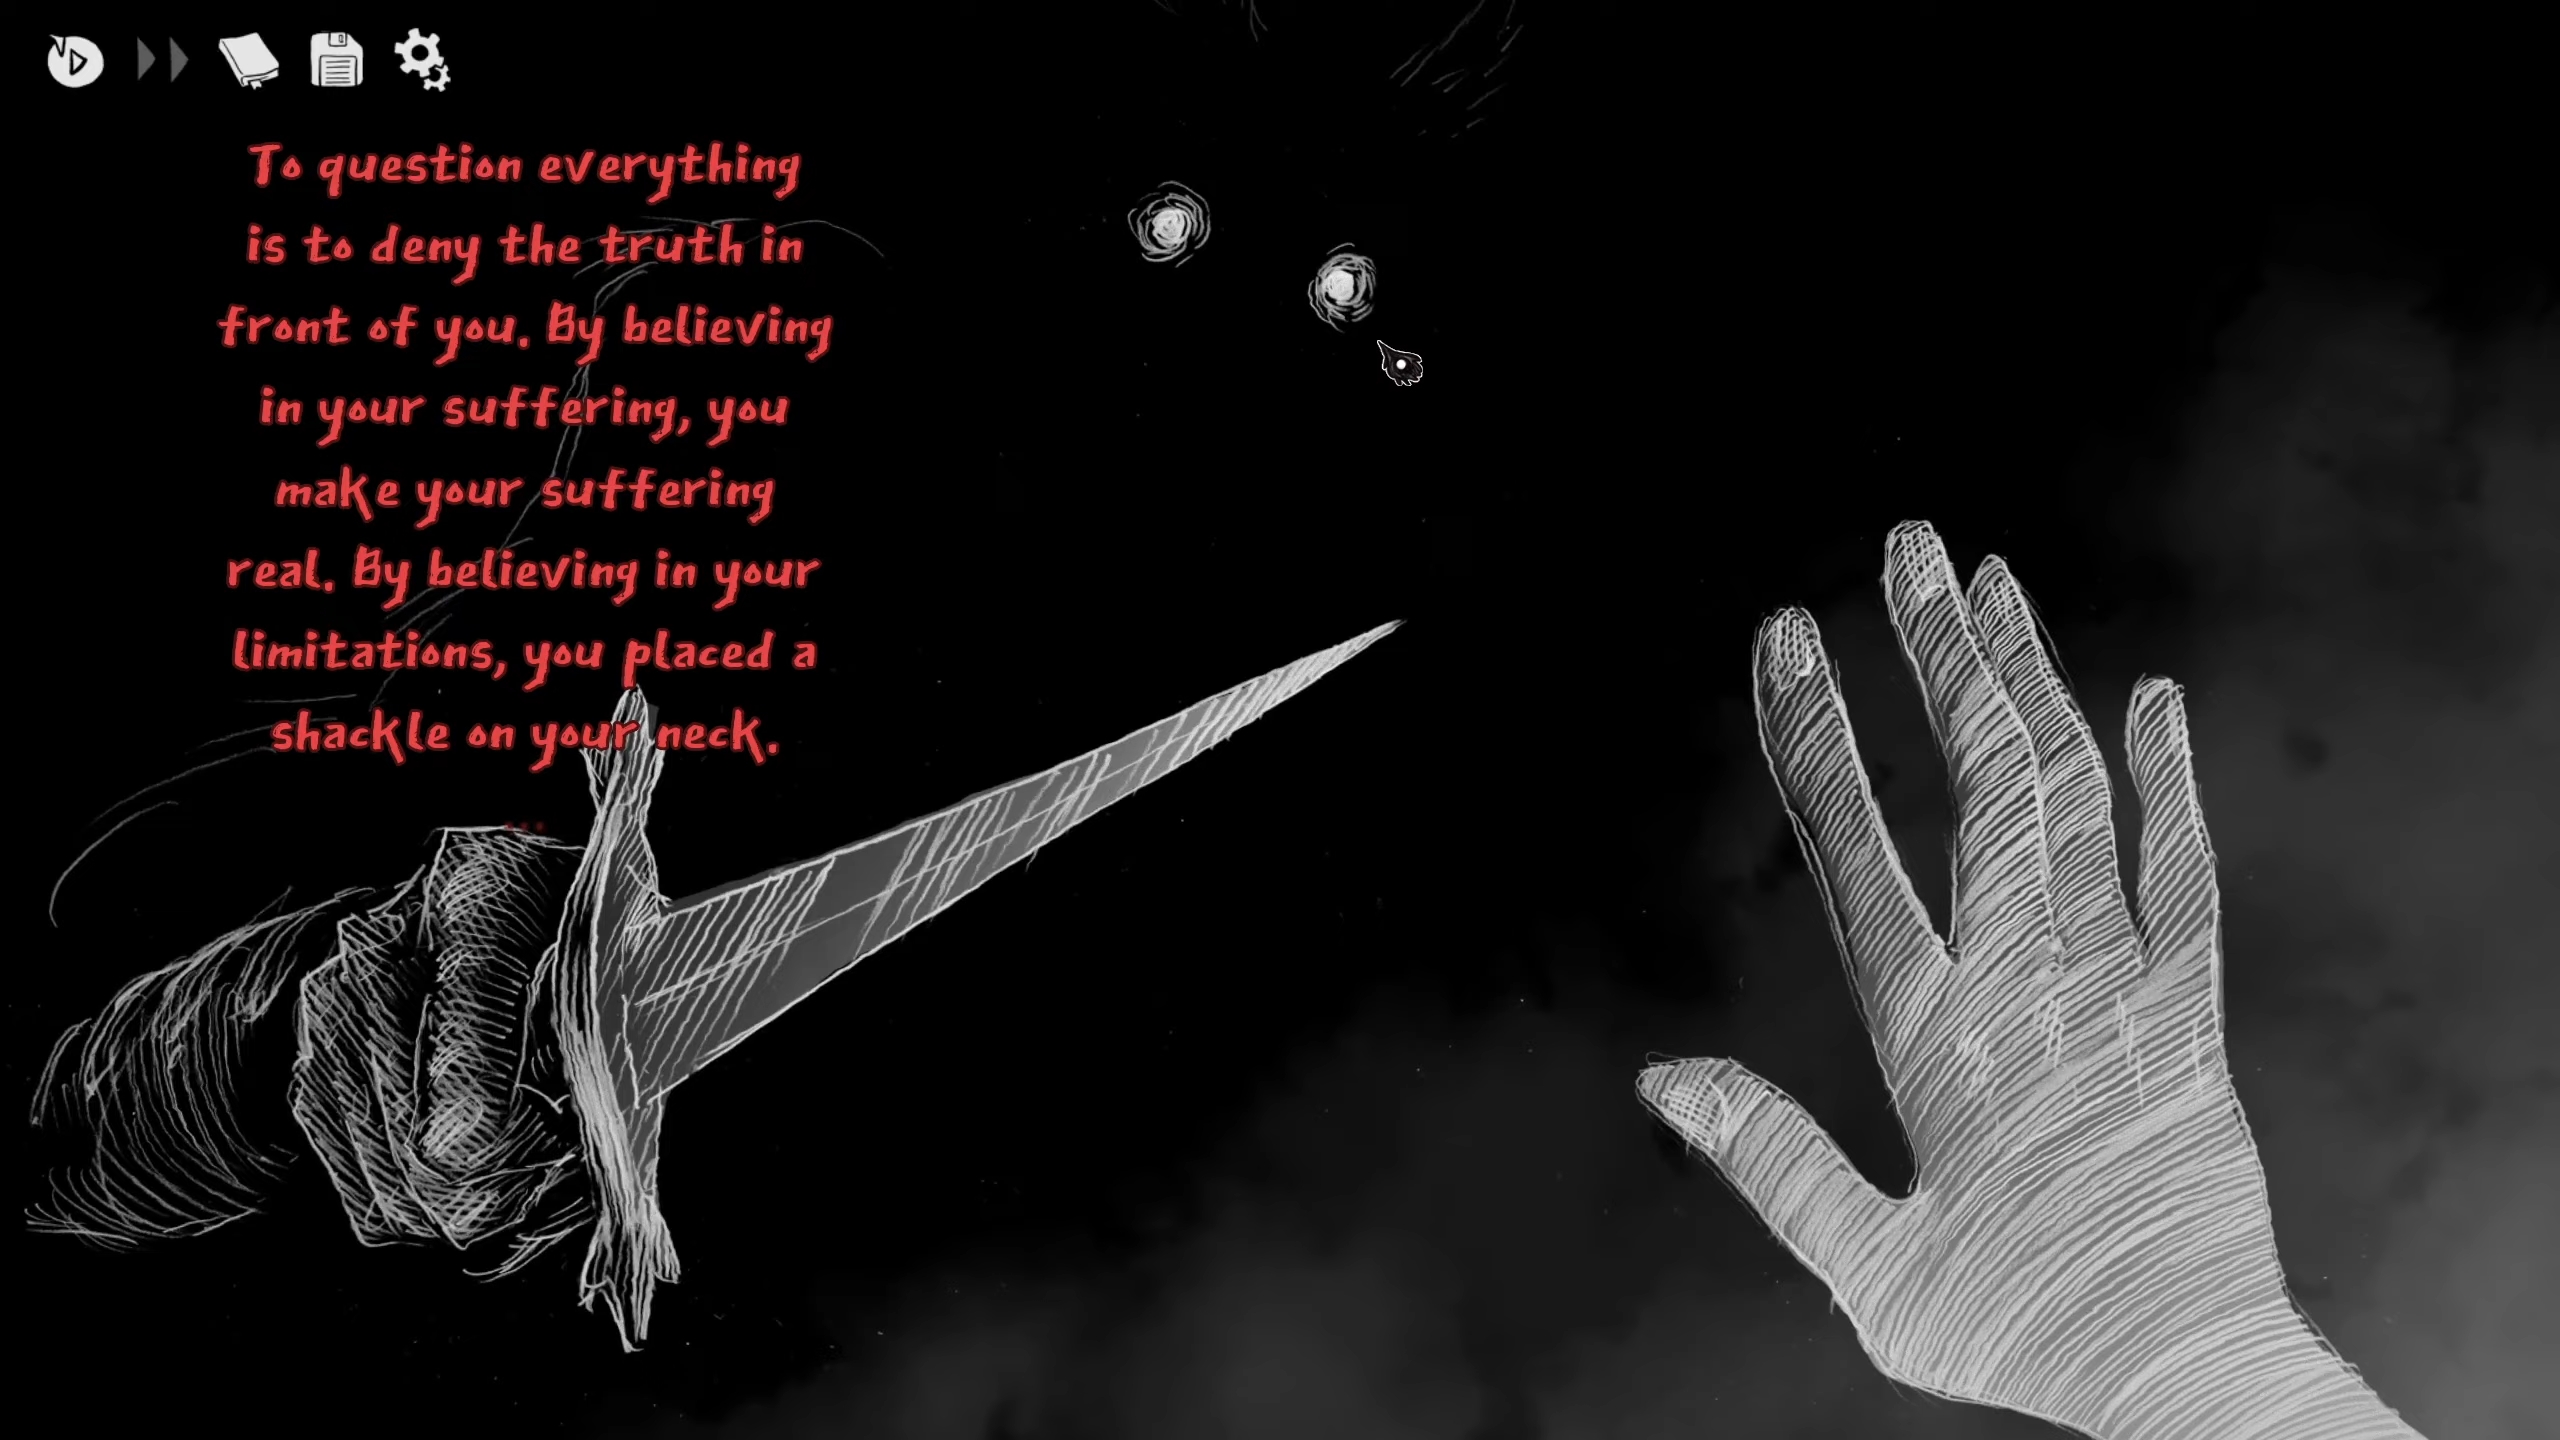 To question everything
is to deny the truth in
front of you. By believing
in your suffering, you
make your suffering
real. By believing in your
limitations, you placed a
shackle on your neck.
...